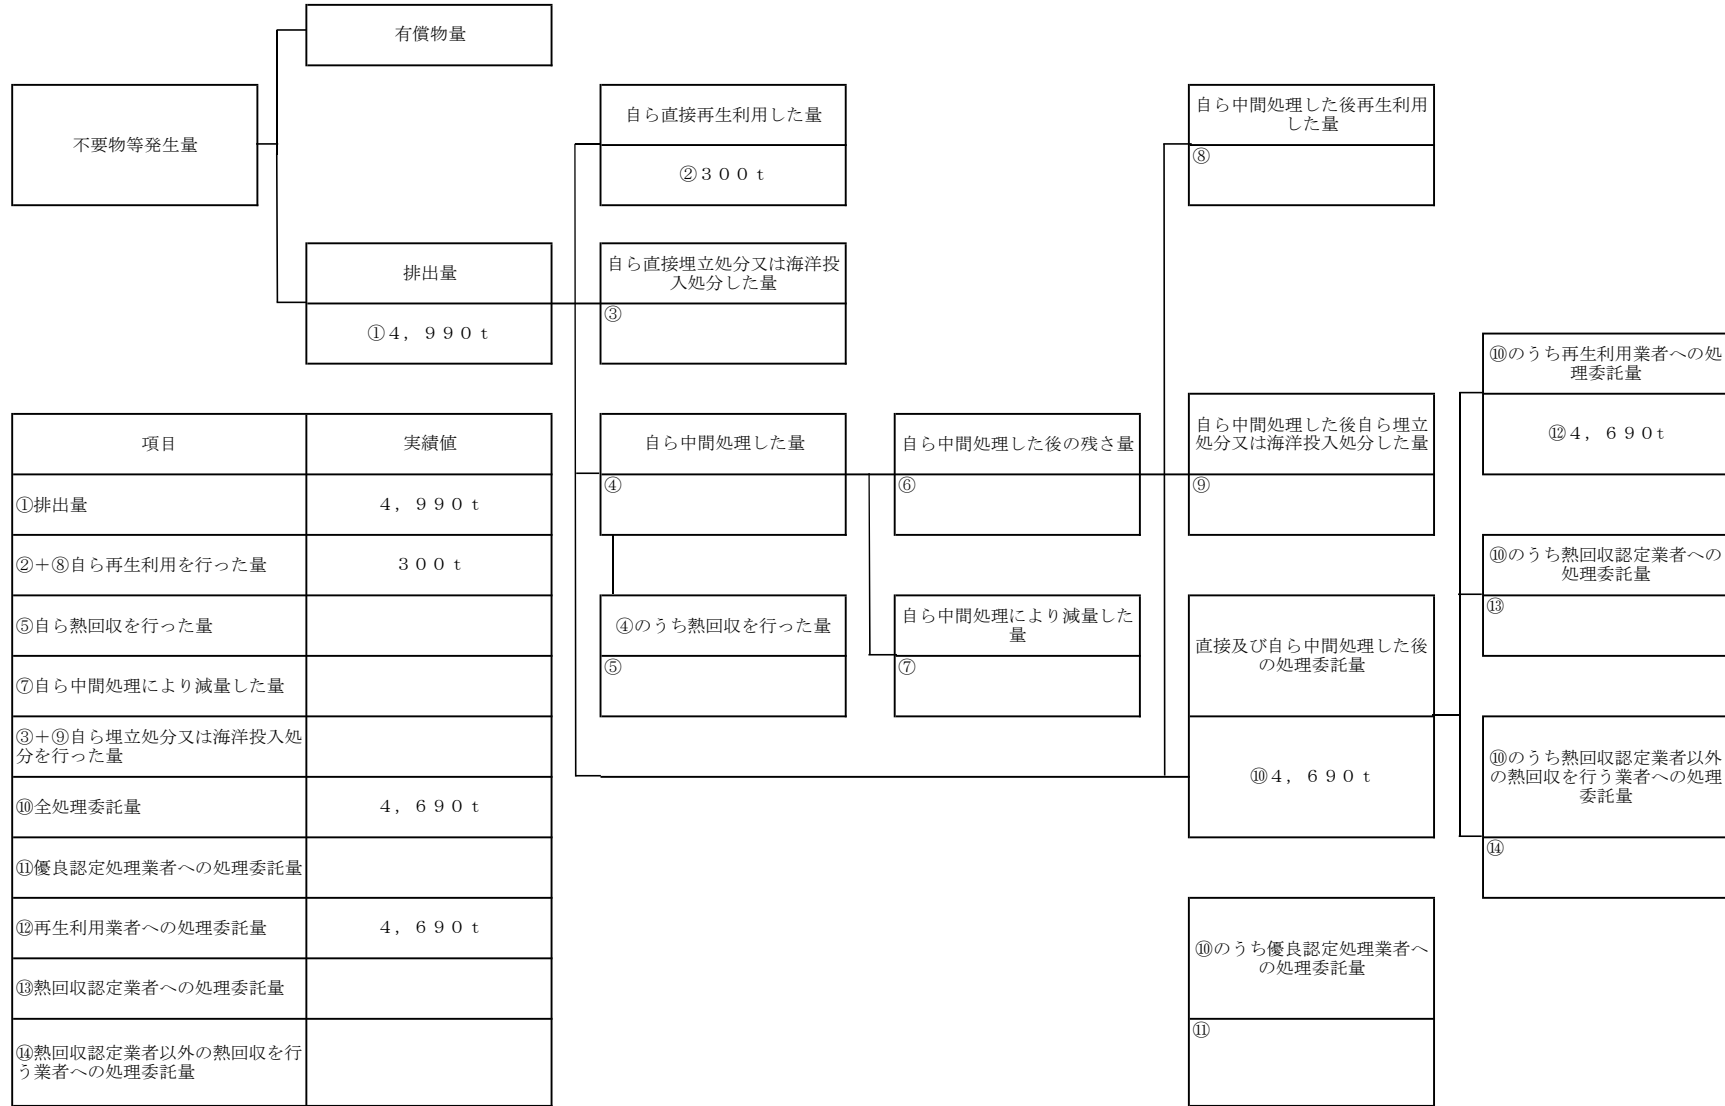 有償物量
不要物等発生量
排出量
①4，990t
自ら直接再生利用した量
②300t
自ら直接埋立処分又は海洋投
入処分した量
③
自ら中間処理した量
④
④のうち熱回収を行った量
⑤
自ら中間処理した後の残さ量
⑥
自ら中間処理により減量した
量
⑦
自ら中間処理した後再生利用
した量
⑧
自ら中間処理した後自ら埋立
処分又は海洋投入処分した量
⑨
直接及び自ら中間処理した後
の処理委託量
⑩4，690t
⑩のうち優良認定処理業者へ
の処理委託量
⑪
⑩のうち再生利用業者への処
理委託量
⑫4，690t
⑩のうち熱回収認定業者への
処理委託量
⑬
⑩のうち熱回収認定業者以外
の熱回収を行う業者への処理
委託量
⑭
項目 実績値
①排出量 4，990t
②＋⑧自ら再生利用を行った量 300t
⑤自ら熱回収を行った量
⑦自ら中間処理により減量した量
③＋⑨自ら埋立処分又は海洋投入処
分を行った量
⑩全処理委託量 4，690t
⑪優良認定処理業者への処理委託量
⑫再生利用業者への処理委託量 4，690t
⑬熱回収認定業者への処理委託量
⑭熱回収認定業者以外の熱回収を行
う業者への処理委託量